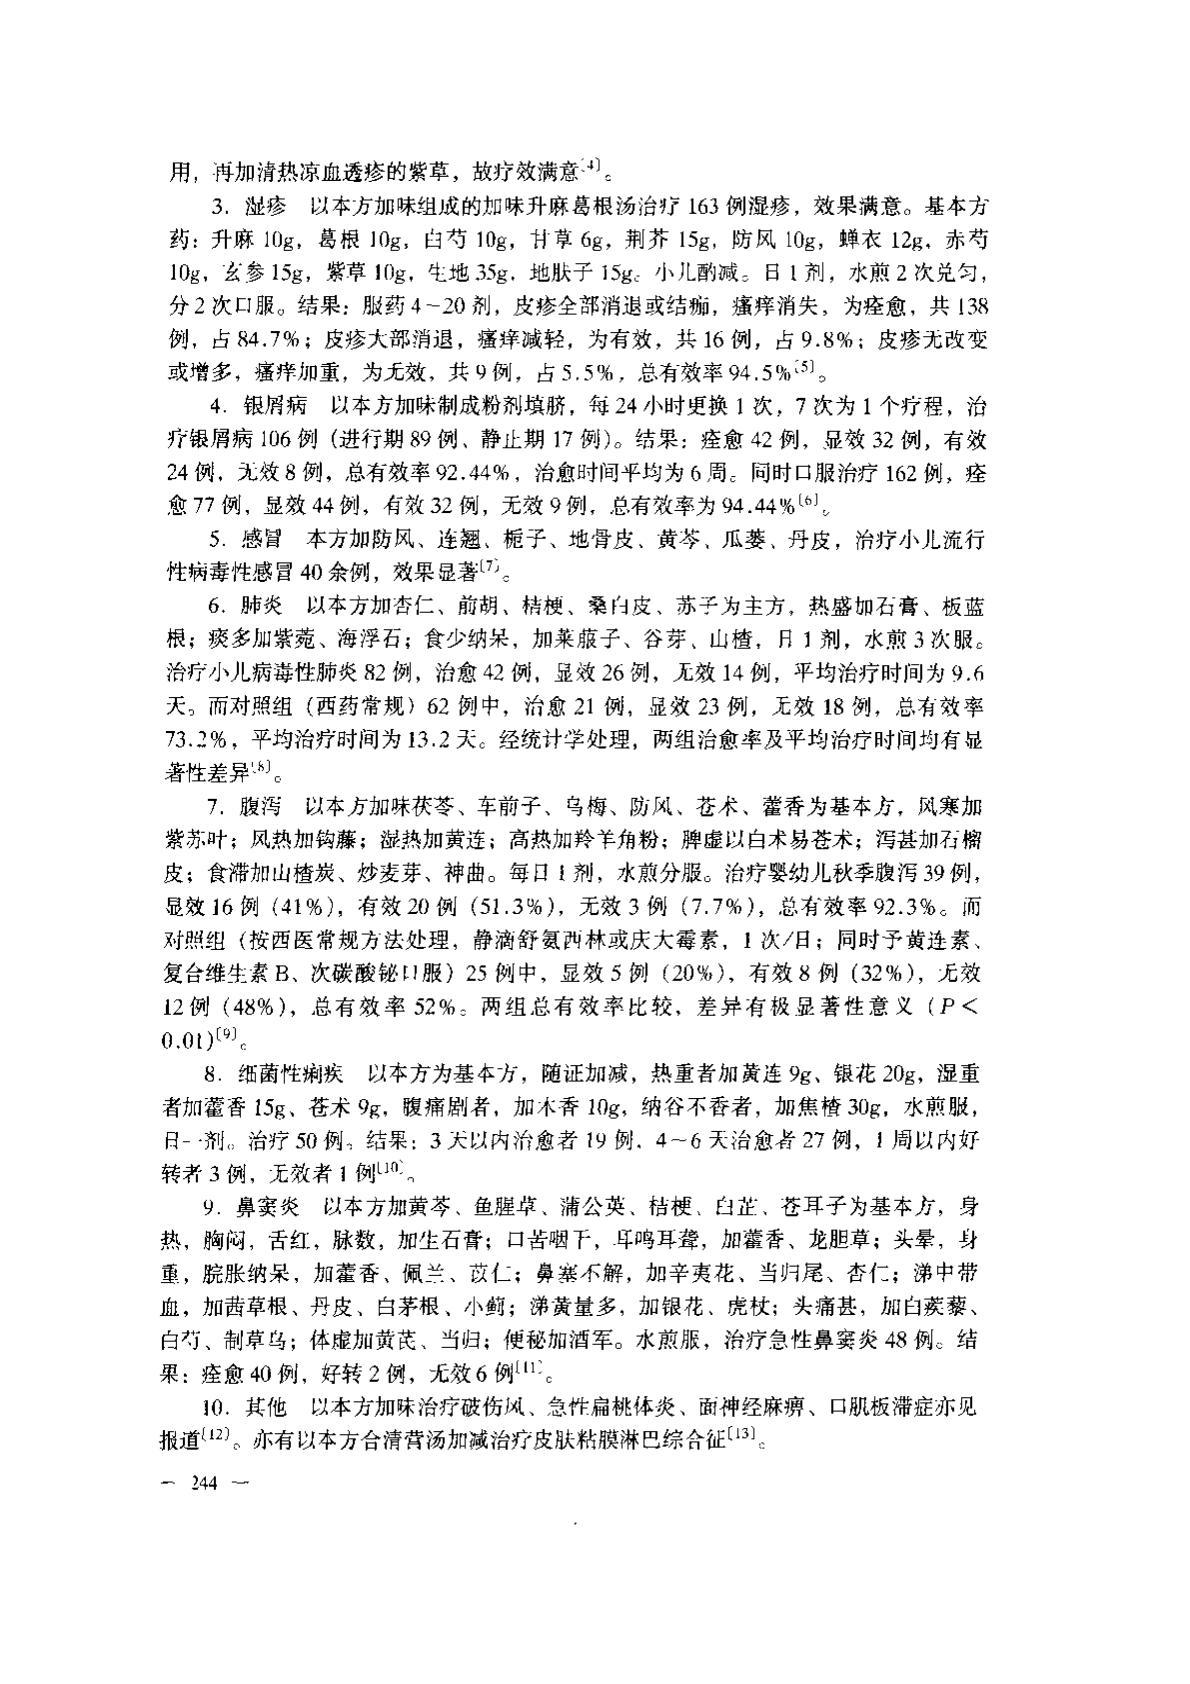 用，再加清热凉血透疹的紫草，故疗效满意〔4〕。
3．湿疹　以本方加味组成的加味升麻葛根汤治疗 163 例湿疹，效果满意。基本方
药：升麻 10g，葛根 10g，白芍 10g，甘草 6g，荆芥 15g，防风 10g，蝉衣 12g，赤芍
10g，玄参 15g，紫草 10g，生地 35g，地肤子 15g。小儿酌减。日 1 剂，水煎 2 次兑匀，
分 2 次口服。结果：服药 4～20 剂，皮疹全部消退或结痂，瘙痒消失，为痊愈，共 138
例，占 84.7%；皮疹大部消退，瘙痒减轻，为有效，共 16 例，占 9.8%；皮疹无改变
或增多，瘙痒加重，为无效，共 9 例，占 5.5%，总有效率 94.5%〔5〕。
4．银屑病　以本方加味制成粉剂填脐，每 24 小时更换 1 次，7 次为 1 个疗程，治
疗银屑病 106 例（进行期 89 例、静止期 17 例）。结果：痊愈 42 例，显效 32 例，有效
24 例，无效 8 例，总有效率 92.44%，治愈时间平均为 6 周。同时口服治疗 162 例，痊
愈 77 例，显效 44 例，有效 32 例，无效 9 例，总有效率为 94.44%〔6〕。
5．感冒　本方加防风、连翘、栀子、地骨皮、黄芩、瓜蒌、丹皮，治疗小儿流行
性病毒性感冒 40 余例，效果显著〔7〕。
6．肺炎　以本方加杏仁、前胡、桔梗、桑白皮、苏子为主方，热盛加石膏、板蓝
根；痰多加紫菀、海浮石；食少纳呆，加莱菔子、谷芽、山楂，日 1 剂，水煎 3 次服。
治疗小儿病毒性肺炎 82 例，治愈 42 例，显效 26 例，无效 14 例，平均治疗时间为 9.6
天。而对照组（西药常规）62 例中，治愈 21 例，显效 23 例，无效 18 例，总有效率
73.2%，平均治疗时间为 13.2 天。经统计学处理，两组治愈率及平均治疗时间均有显
著性差异〔8〕。
7．腹泻　以本方加味茯苓、车前子、乌梅、防风、苍术、藿香为基本方，风寒加
紫苏叶；风热加钩藤；湿热加黄连；高热加羚羊角粉；脾虚以白术易苍术；泻甚加石榴
皮；食滞加山楂炭、炒麦芽、神曲。每日 1 剂，水煎分服。治疗婴幼儿秋季腹泻 39 例，
显效 16 例（41%），有效 20 例（51.3%），无效 3 例（7.7%），总有效率 92.3%。而
对照组（按西医常规方法处理，静滴舒氨西林或庆大霉素，1 次/日；同时予黄连素、
复合维生素 B、次碳酸铋口服）25 例中，显效 5 例（20%），有效 8 例（32%），无效
12 例（48%），总有效率 52%。两组总有效率比较，差异有极显著性意义（P＜
0.01）〔9〕。
8．细菌性痢疾　以本方为基本方，随证加减，热重者加黄连 9g、银花 20g，湿重
者加藿香 15g、苍术 9g，腹痛剧者，加木香 10g，纳谷不香者，加焦楂 30g，水煎服，
日一剂。治疗 50 例。结果：3 天以内治愈者 19 例，4～6 天治愈者 27 例，1 周以内好
转者 3 例，无效者 1 例〔10〕。
9．鼻窦炎　以本方加黄芩、鱼腥草、蒲公英、桔梗、白芷、苍耳子为基本方，身
热，胸闷，舌红，脉数，加生石膏；口苦咽干，耳鸣耳聋，加藿香、龙胆草；头晕，身
重，脘胀纳呆，加藿香、佩兰、苡仁；鼻塞不解，加辛夷花、当归尾、杏仁；涕中带
血，加茜草根、丹皮、白茅根、小蓟；涕黄量多，加银花、虎杖；头痛甚，加白蒺藜、
白芍、制草乌；体虚加黄芪、当归；便秘加酒军。水煎服，治疗急性鼻窦炎 48 例。结
果：痊愈 40 例，好转 2 例，无效 6 例〔11〕。
10．其他　以本方加味治疗破伤风、急性扁桃体炎、面神经麻痹、口肌板滞症亦见
报道〔12〕。亦有以本方合清营汤加减治疗皮肤粘膜淋巴综合征〔13〕。
— 244 —